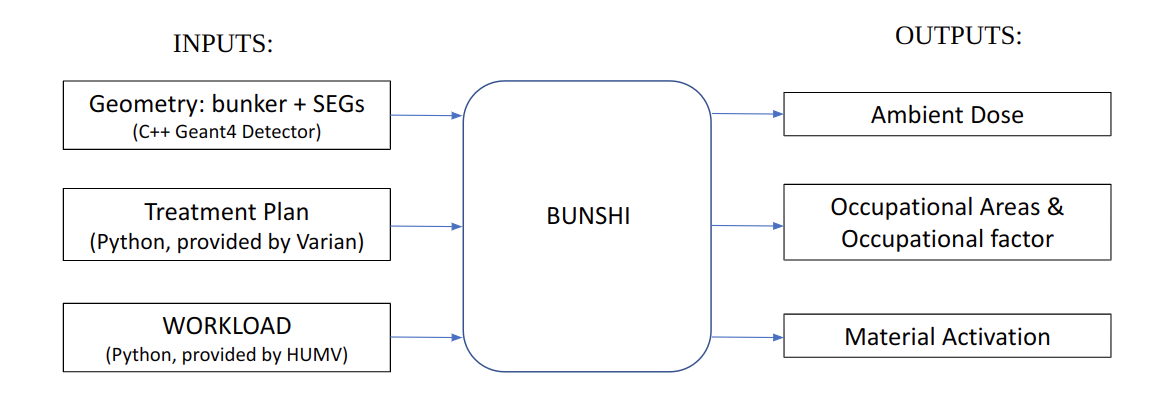 INPUTS:
Geometry: bunker + SEGs
(C++ Geant4 Detector)
Treatment Plan
(Python, provided by Varian)
WORKLOAD
(Python, provided by HUMV)
BUNSHI
OUTPUTS:
Ambient Dose
Occupational Areas &
Occupational factor
Material Activation